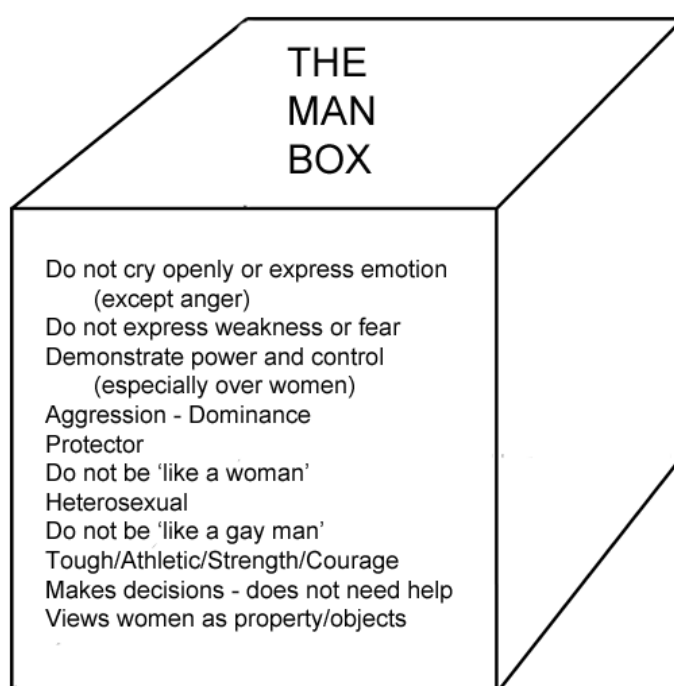 THE
MAN
BOX
Do not cry openly or express emotion
(except anger)
Do not express weakness or fear
Demonstrate power and control
(especially over women)
Aggression - Dominance
Protector
Do not be ‘like a woman’
Heterosexual
Do not be ‘like a gay man’
Tough/Athletic/Strength/Courage
Makes decisions - does not need help
Views women as property/objects